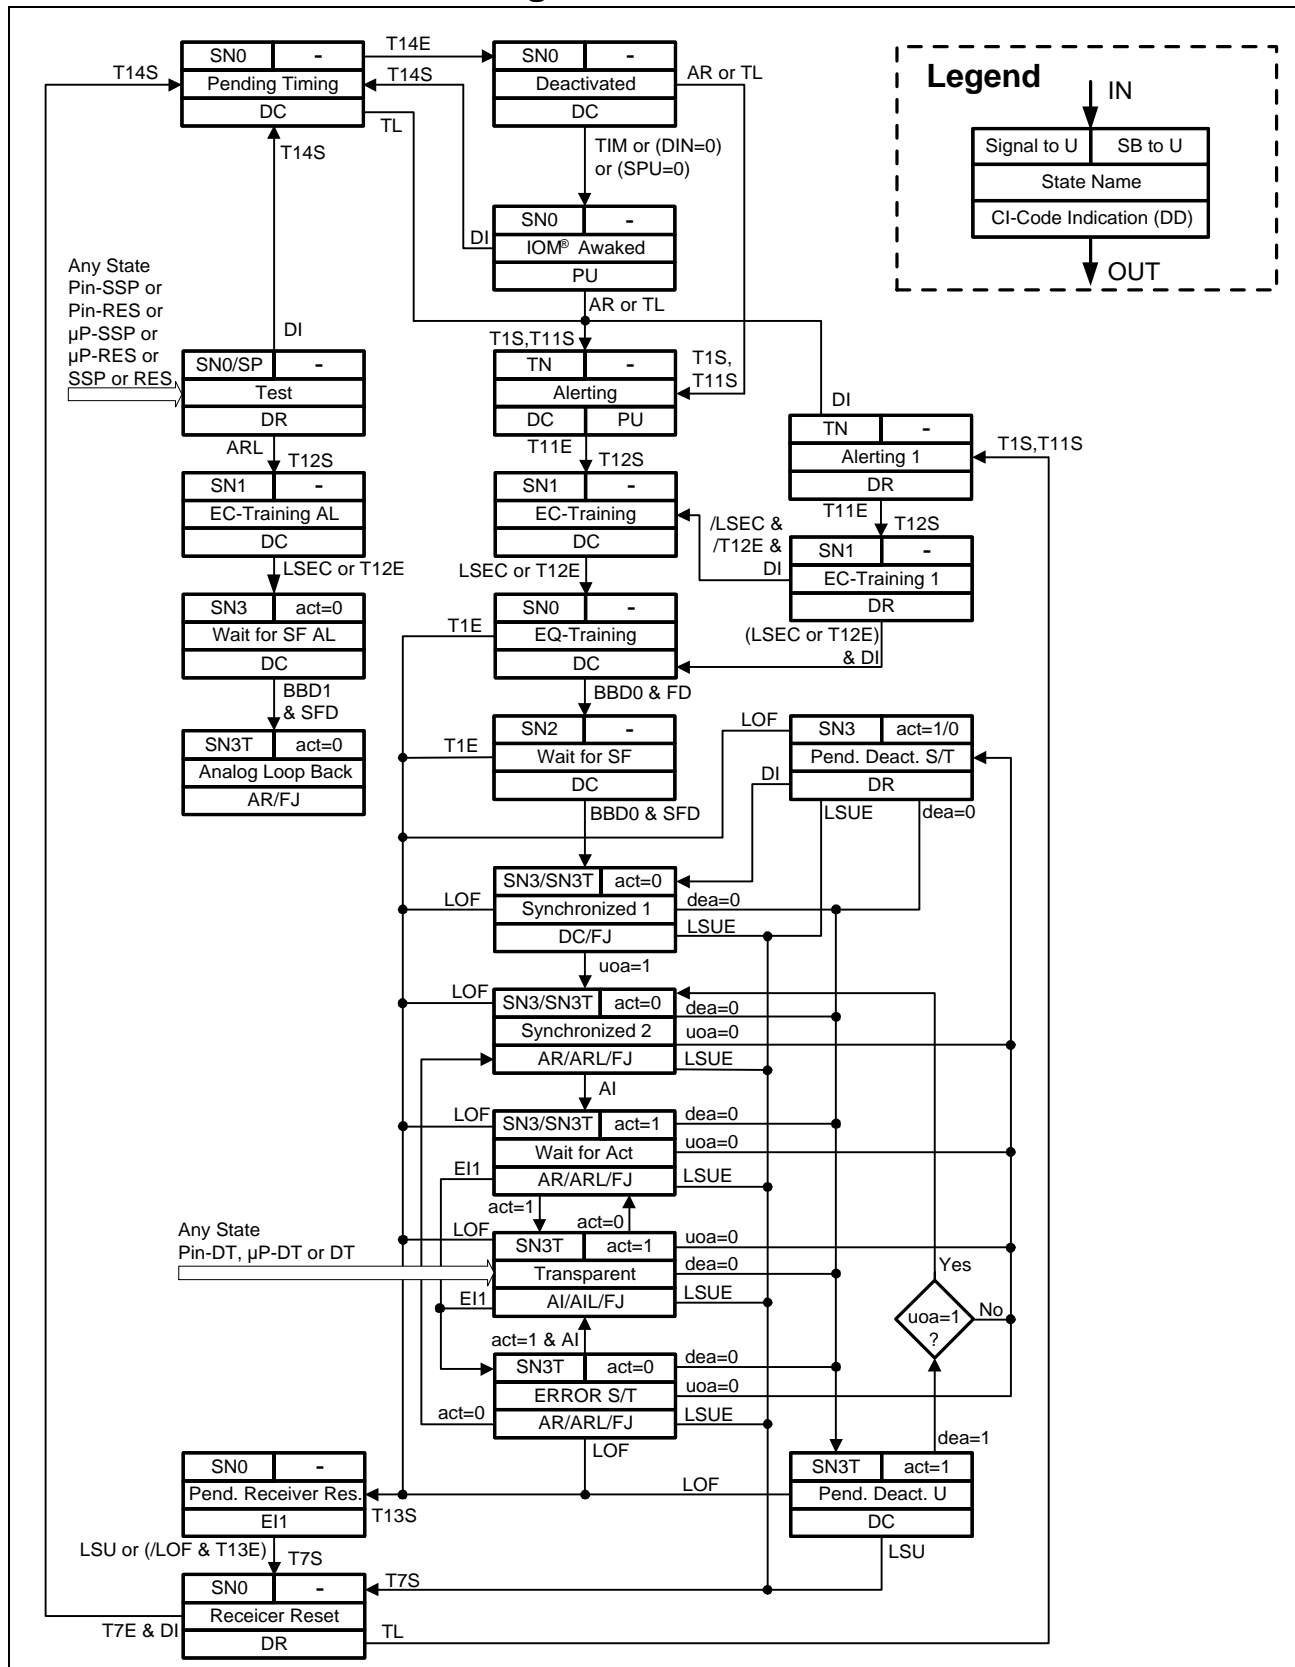 SN0 -
Pending Timing
DC
T14E
T14S
T14S
TL
T14S
SN0 -
Deactivated
DC
AR or TL
TIM or (DIN=0)
or (SPU=0)
SN0 -
IOM® Awaked
PU
DI
AR or TL
Legend
IN
Signal to U SB to U
State Name
CI-Code Indication (DD)
OUT
Any State
Pin-SSP or
Pin-RES or
µP-SSP or
µP-RES or
SSP or RES
DI
SN0/SP -
Test
DR
ARL
T12S
T1S,T11S
TN -
Alerting
DC PU
T1S,
T11S
T11E
T12S
DI
TN -
Alerting 1
DR
T1S,T11S
T11E
T12S
SN1 -
EC-Training AL
DC
LSEC or T12E
SN1 -
EC-Training
DC
LSEC or T12E
/LSEC &
/T12E &
DI
SN1 -
EC-Training 1
DR
(LSEC or T12E)
& DI
SN3 act=0
Wait for SF AL
DC
BBD1
& SFD
T1E
SN0 -
EQ-Training
DC
BBD0 & FD
SN3T act=0
Analog Loop Back
AR/FJ
T1E
SN2 -
Wait for SF
DC
BBD0 & SFD
LOF
SN3 act=1/0
Pend. Deact. S/T
DR
DI
LSUE
dea=0
LOF
SN3/SN3T act=0
Synchronized 1
DC/FJ
dea=0
LSUE
uoa=1
LOF
SN3/SN3T act=0
Synchronized 2
AR/ARL/FJ
dea=0
uoa=0
LSUE
AI
LOF
SN3/SN3T act=1
Wait for Act
AR/ARL/FJ
dea=0
uoa=0
LSUE
EI1
act=1
act=0
Any State
Pin-DT, µP-DT or DT
LOF
SN3T act=1
Transparent
AI/AIL/FJ
uoa=0
dea=0
LSUE
EI1
act=1 & AI
Yes
uoa=1
?
No
SN3T act=0
ERROR S/T
AR/ARL/FJ
dea=0
uoa=0
LSUE
act=0
LOF
dea=1
SN0 -
Pend. Receiver Res.
EI1
T13S
LOF
SN3T act=1
Pend. Deact. U
DC
LSU
LSU or (/LOF & T13E)
T7S
T7S
SN0 -
Receicer Reset
DR
T7E & DI
TL